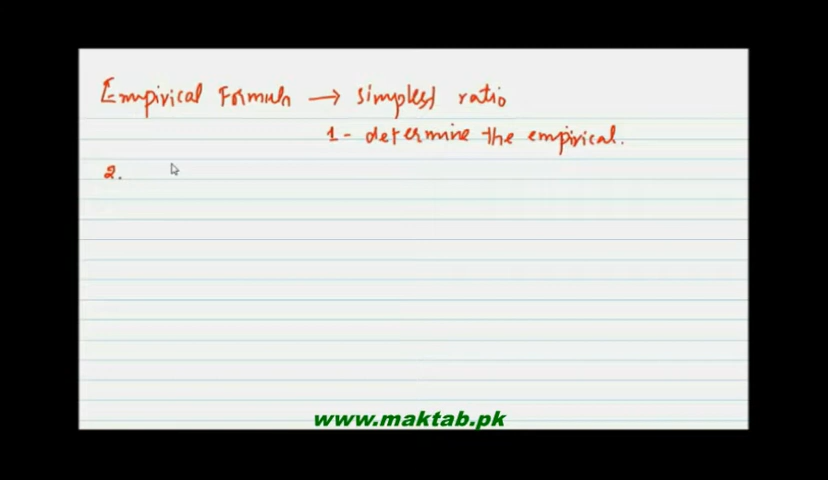 Empirical Formula → simplest ratio
1- determine the empirical.
2.
www.maktab.pk